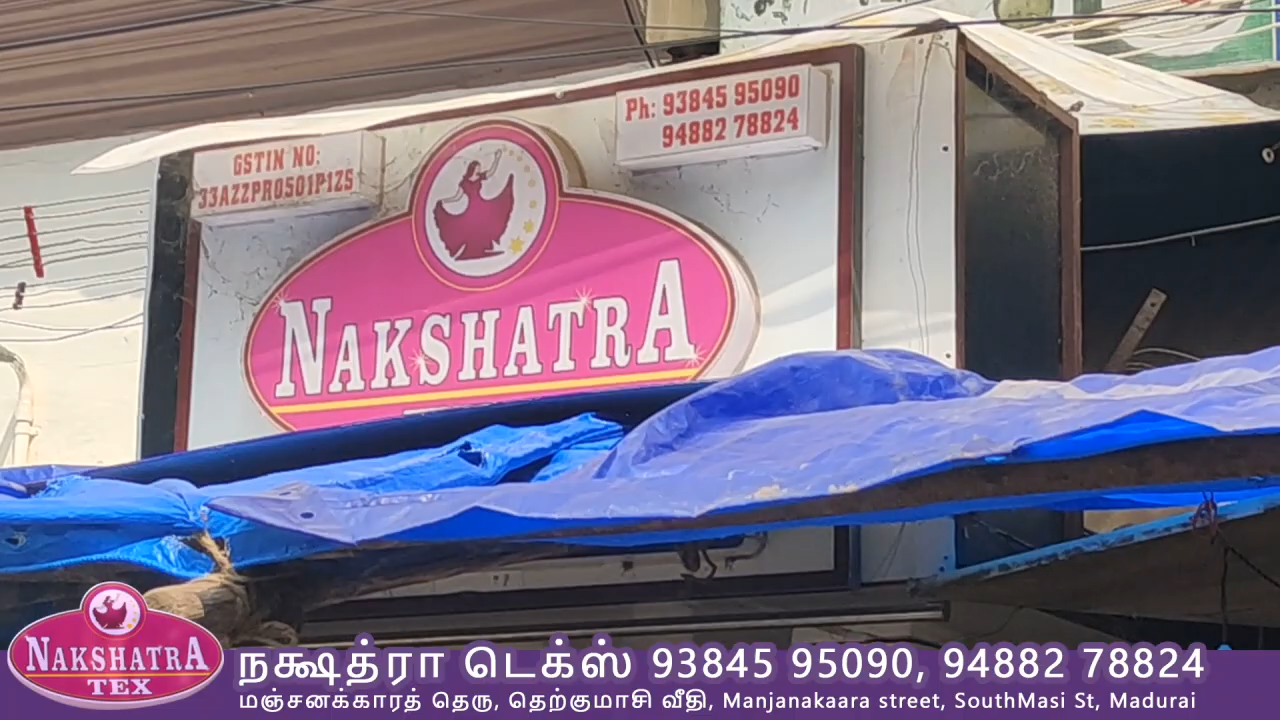 GSTIN NO:
33AZZPR0501P1Z5
Ph: 93845 95090
94882 78824
NAKSHATRA
NAKSHATRA
TEX
நக்ஷத்ரா டெக்ஸ் 93845 95090, 94882 78824
மஞ்சனக்காரத் தெரு, தெற்குமாசி வீதி, Manjanakaara street, SouthMasi St, Madurai